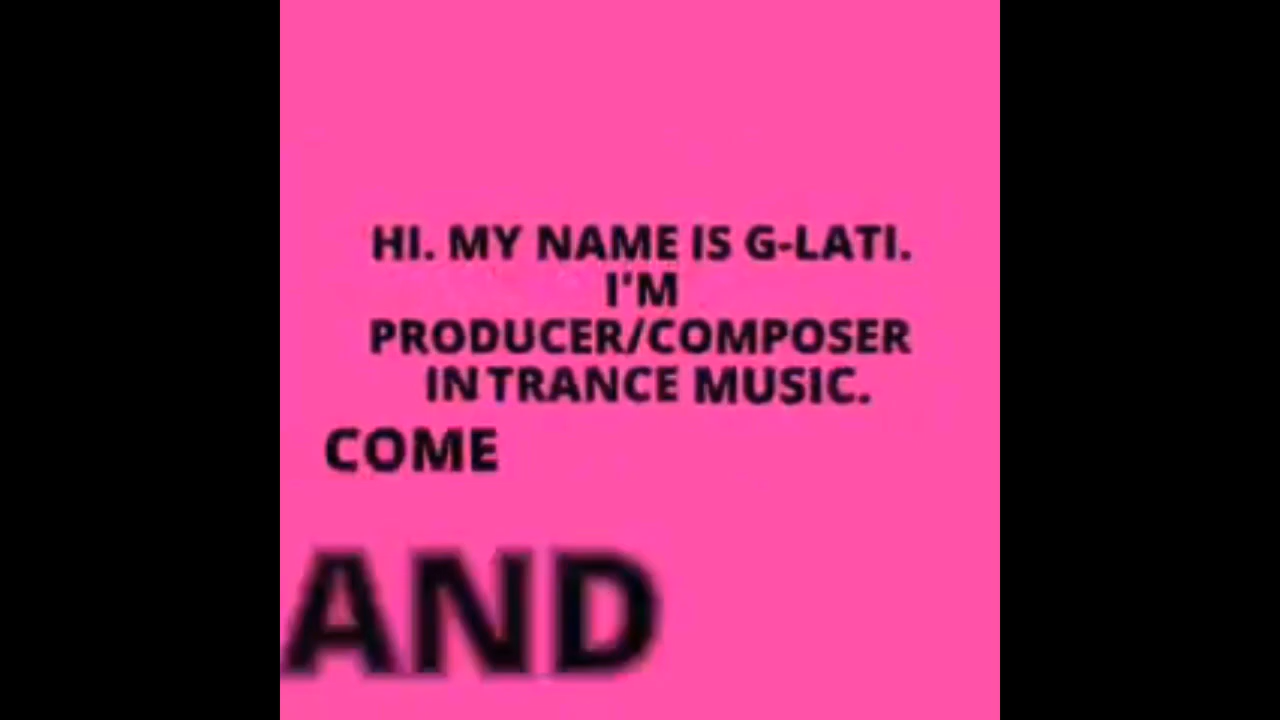 HI. MY NAME IS G-LATI.
I'M
PRODUCER/COMPOSER
IN TRANCE MUSIC.
COME
AND